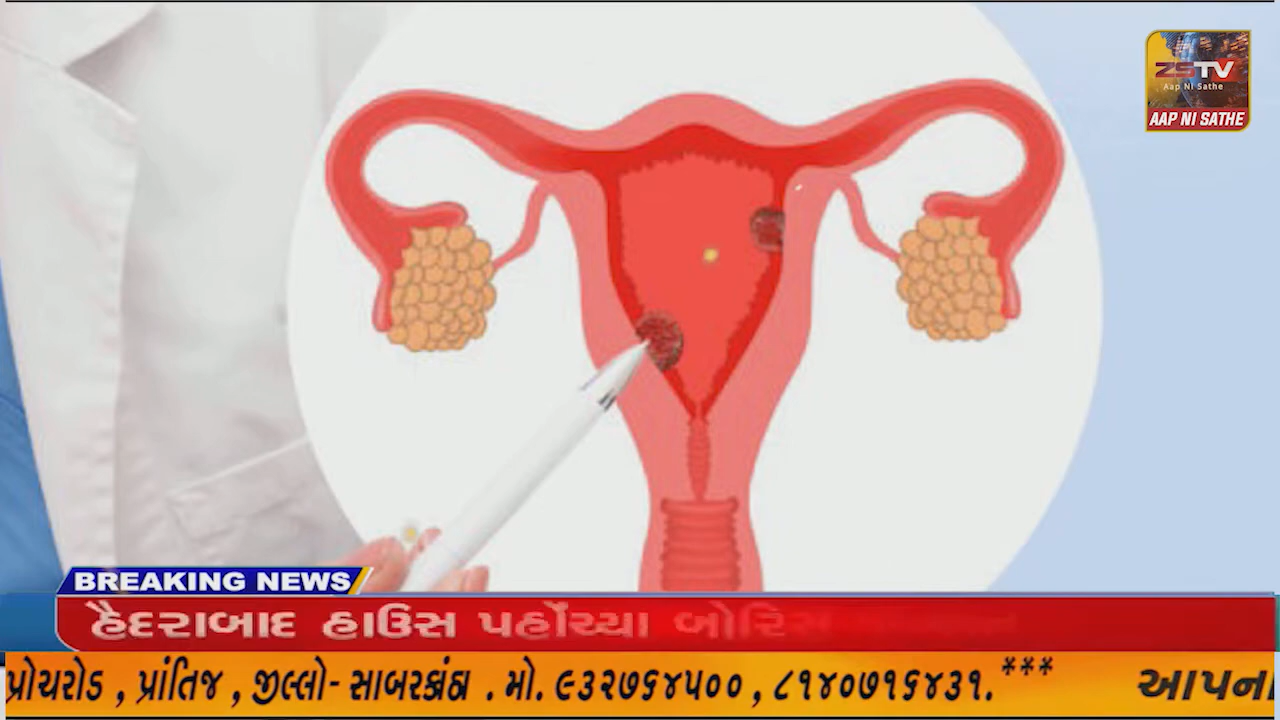 ZSTV
Aap Ni Sathe
AAP NI SATHE
BREAKING NEWS
હૈદરાબાદ હાઉસ પહોંચ્યા બોરિસ
પ્રોચરોડ , પ્રાંતિજ , જીલ્લો- સાબરકાંઠા . મો. ૯૩૨૭૬૪૫૦૦ , ૮૧૪૦૭૧૬૪૩૧.*** આપના